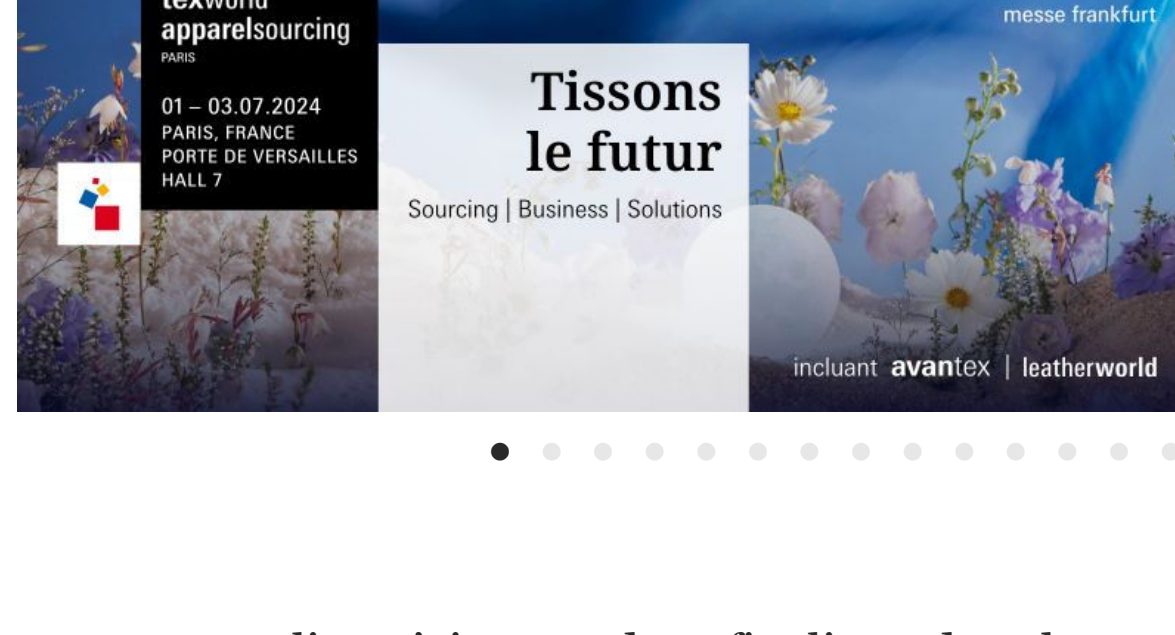 texworld
apparelsourcing
PARIS
01 – 03.07.2024
PARIS, FRANCE
PORTE DE VERSAILLES
HALL 7
messe frankfurt
Tissons
le futur
Sourcing | Business | Solutions
incluant avantex | leatherworld